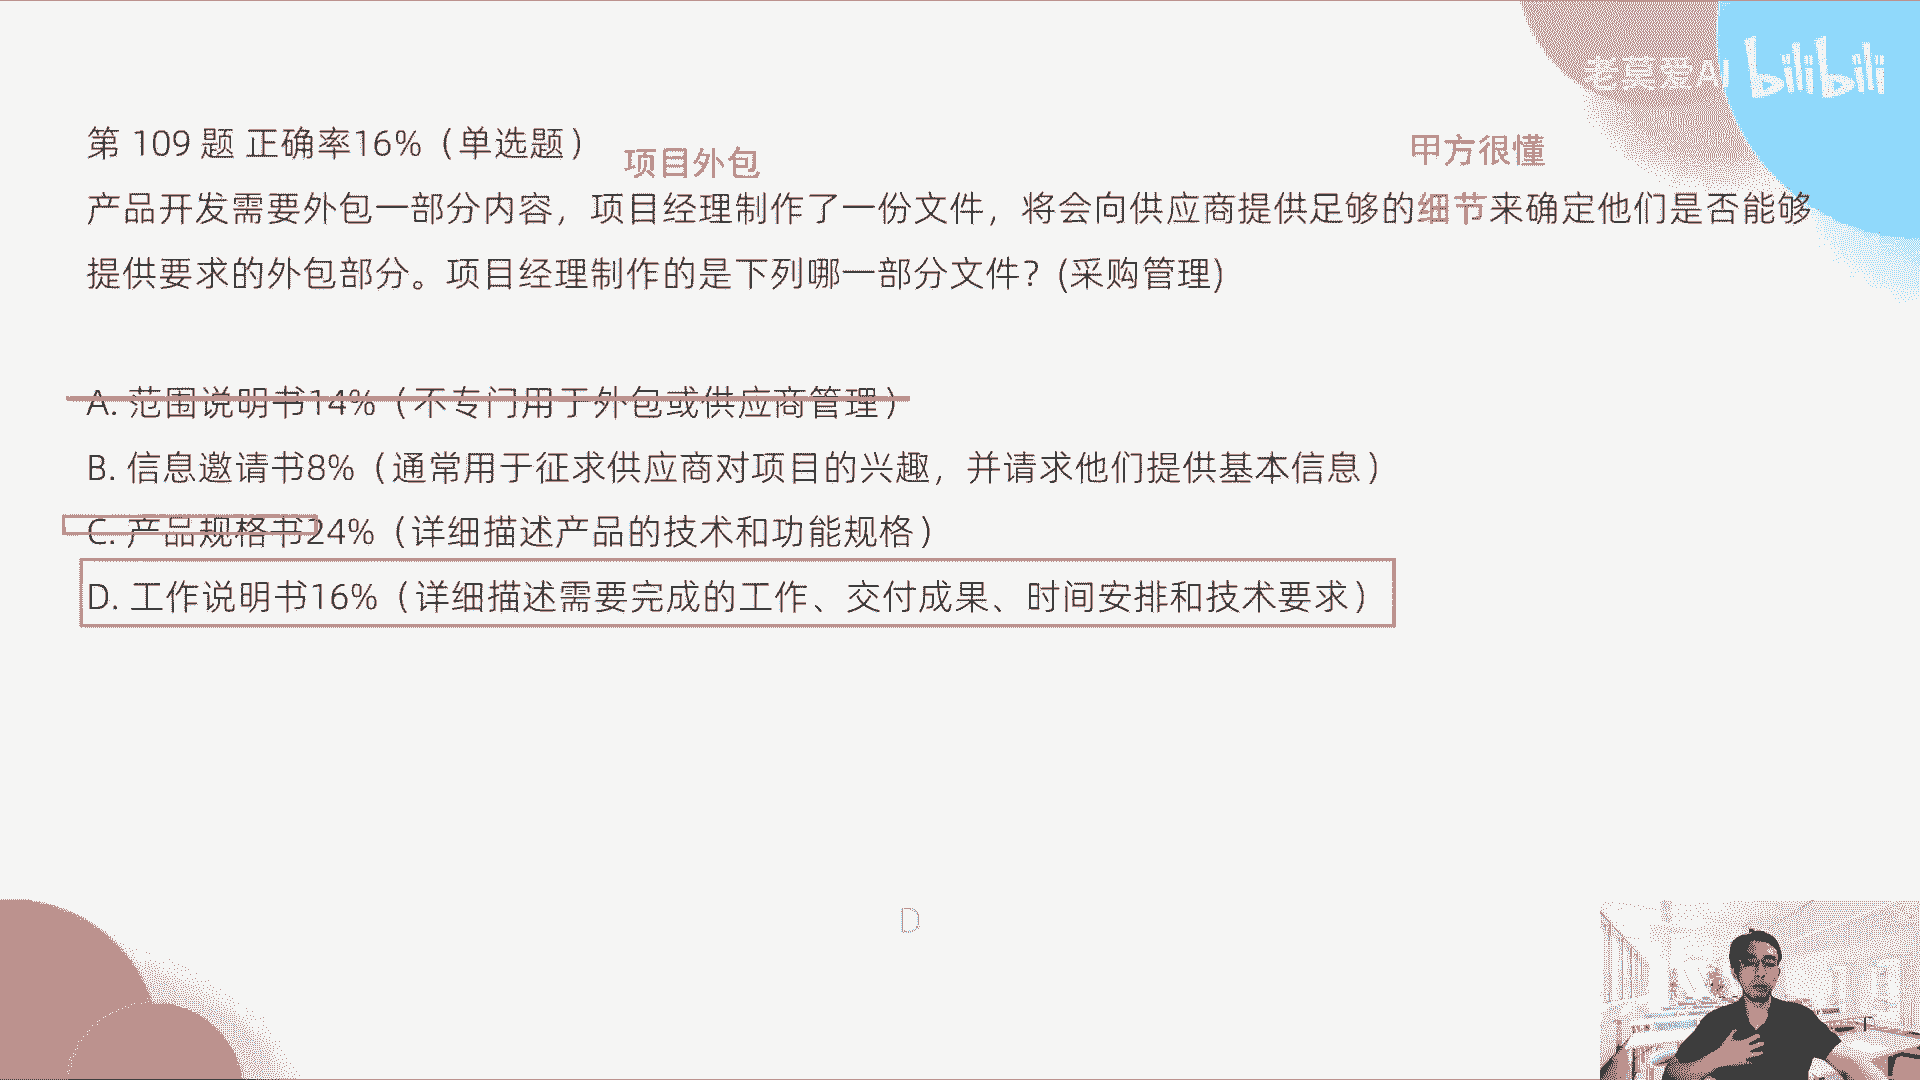 老莫爱AI bilibili
第 109 题 正确率16%（单选题）
项目外包
甲方很懂
产品开发需要外包一部分内容，项目经理制作了一份文件，将会向供应商提供足够的细节来确定他们是否能够
提供要求的外包部分。项目经理制作的是下列哪一部分文件？(采购管理)
A. 范围说明书14%（不专门用于外包或供应商管理）
B. 信息邀请书8%（通常用于征求供应商对项目的兴趣，并请求他们提供基本信息）
C. 产品规格书24%（详细描述产品的技术和功能规格）
D. 工作说明书16%（详细描述需要完成的工作、交付成果、时间安排和技术要求）
D